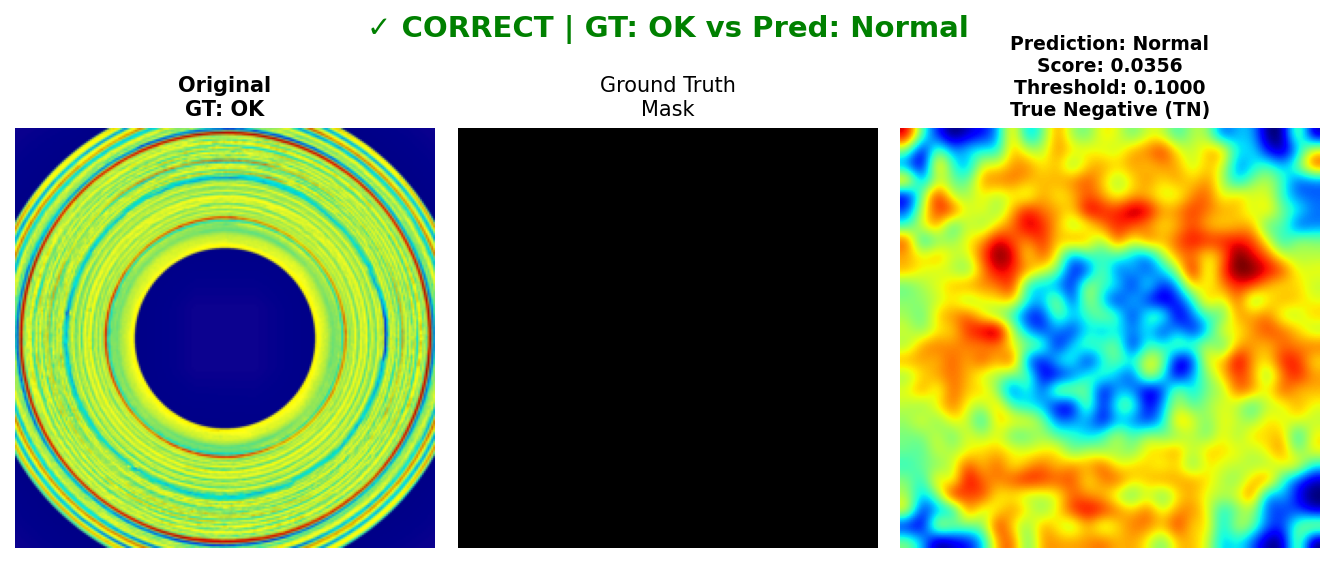 ✓ CORRECT | GT: OK vs Pred: Normal
Original
GT: OK
Ground Truth
Mask
Prediction: Normal
Score: 0.0356
Threshold: 0.1000
True Negative (TN)